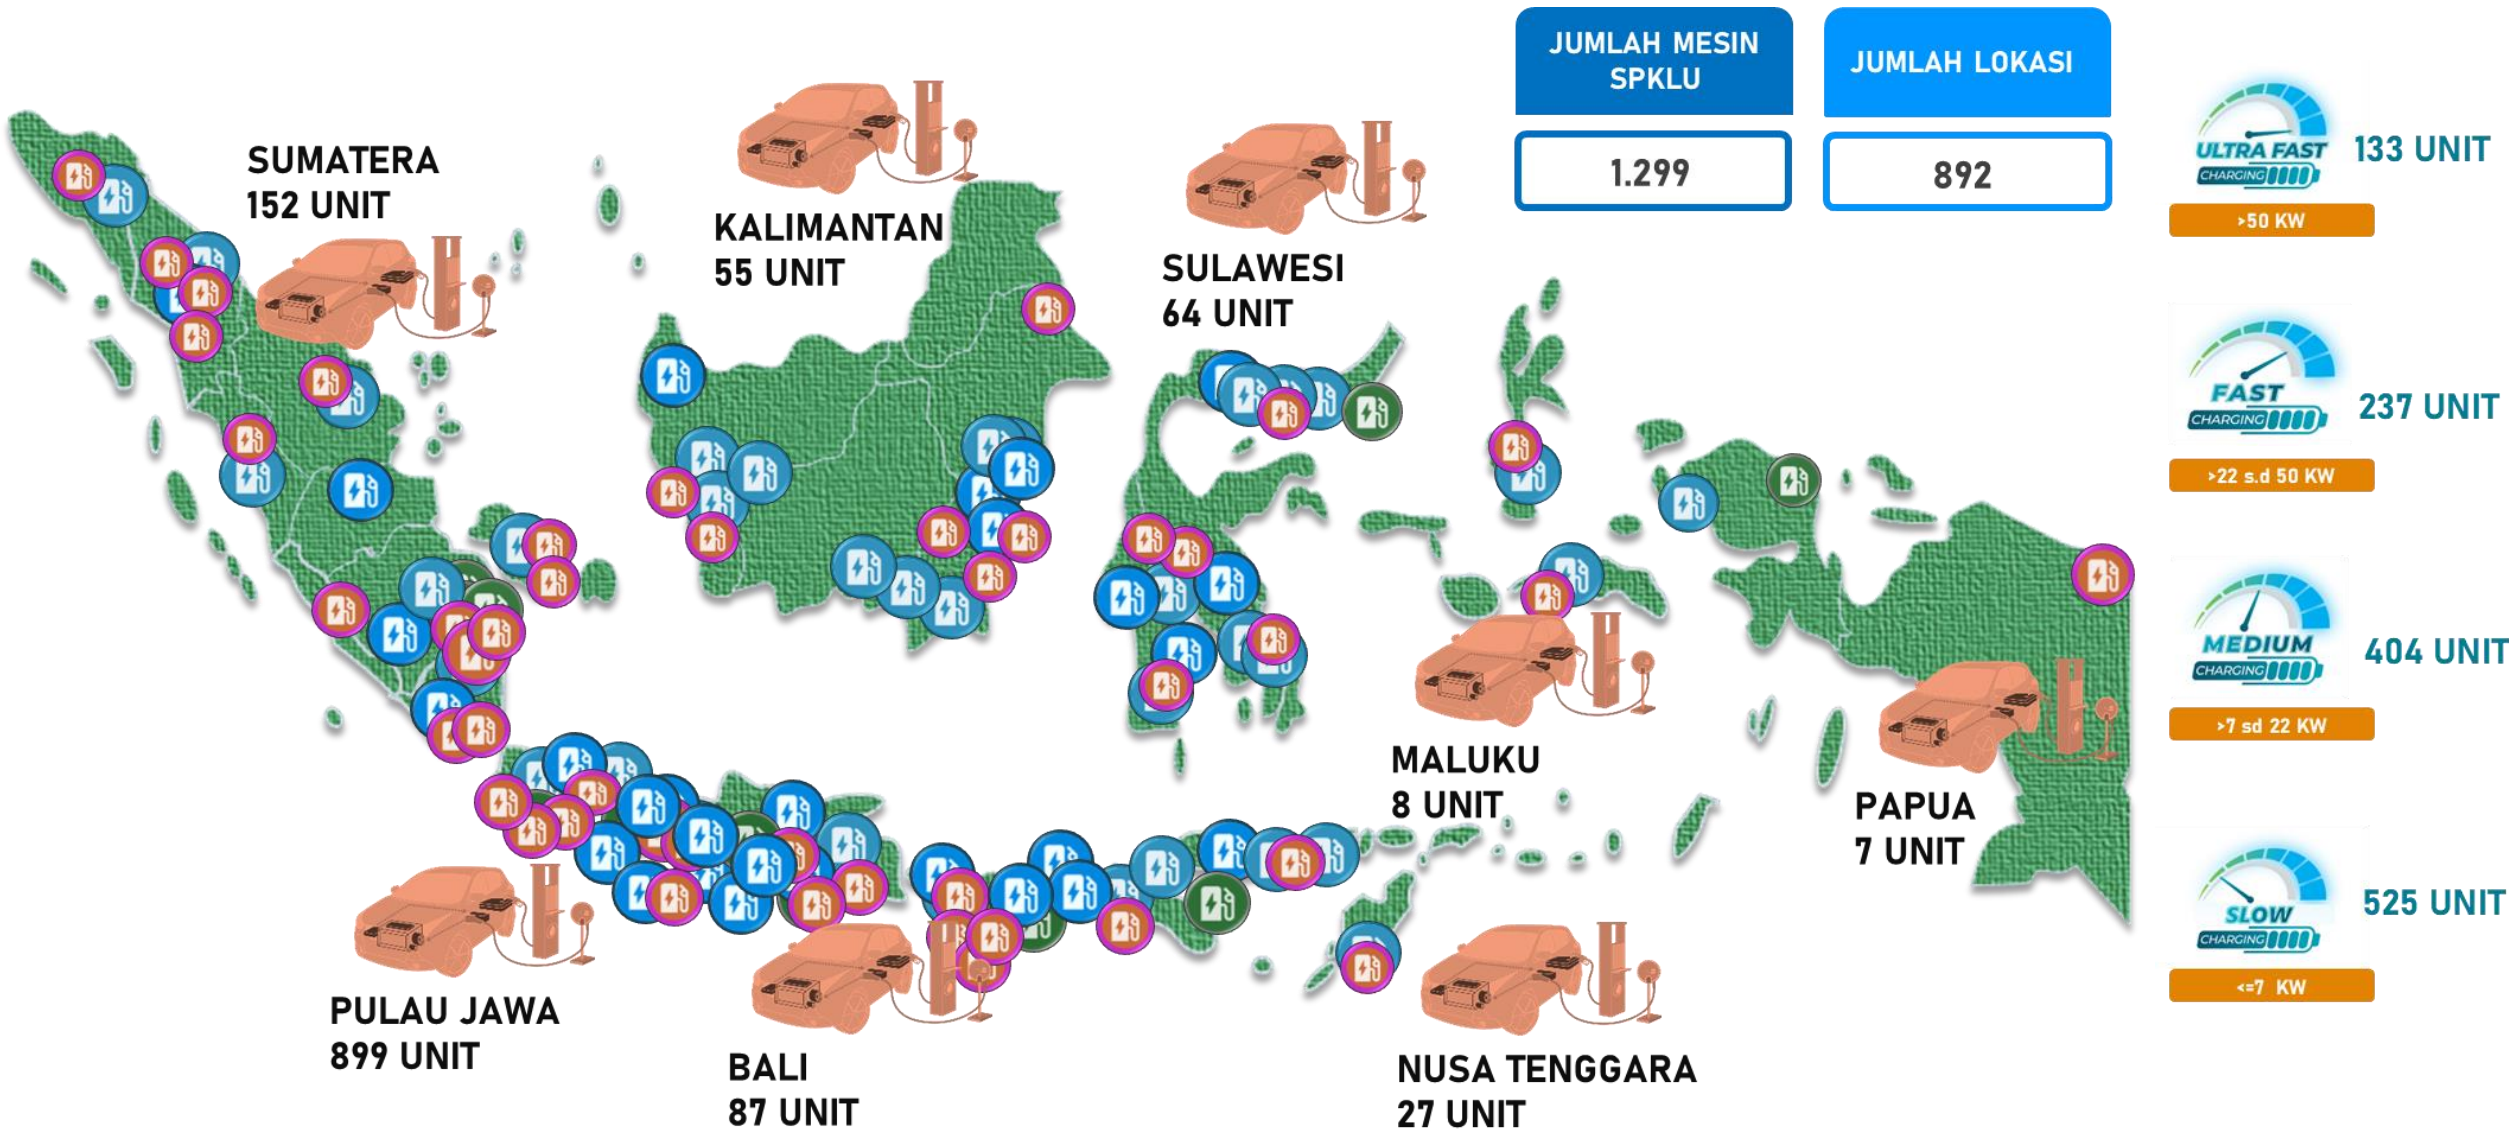 JUMLAH MESIN
SPKLU
1.299
JUMLAH LOKASI
892
SUMATERA
152 UNIT
KALIMANTAN
55 UNIT
SULAWESI
64 UNIT
MALUKU
8 UNIT
PAPUA
7 UNIT
PULAU JAWA
899 UNIT
BALI
87 UNIT
NUSA TENGGARA
27 UNIT
ULTRA FAST
CHARGING
133 UNIT
>50 KW
FAST
CHARGING
237 UNIT
>22 s.d 50 KW
MEDIUM
CHARGING
404 UNIT
>7 sd 22 KW
SLOW
CHARGING
525 UNIT
<=7 KW